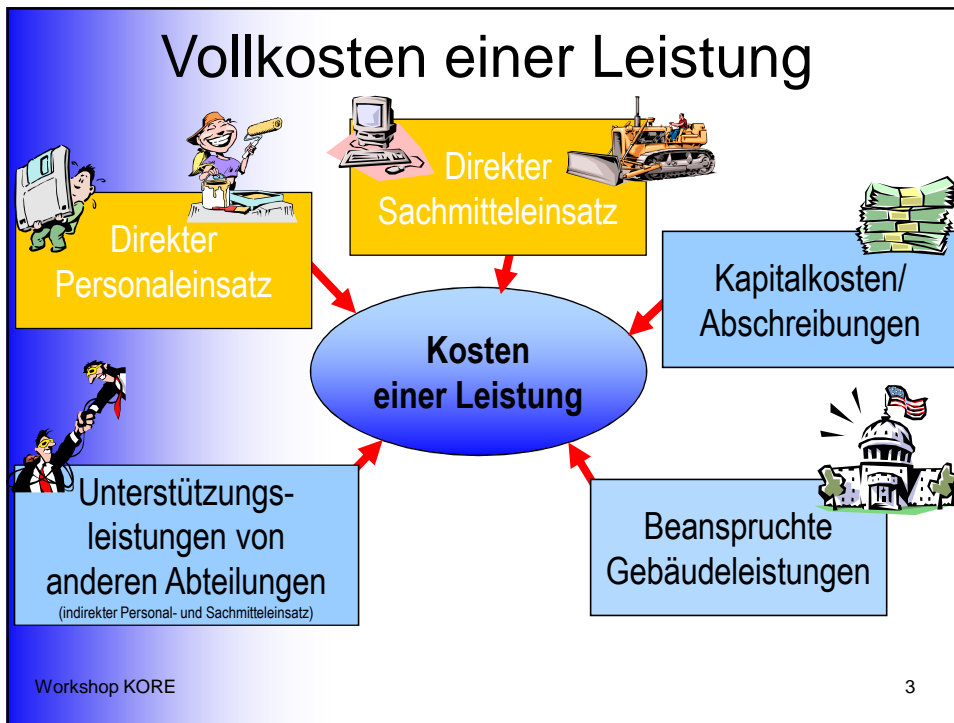 Vollkosten einer Leistung
Direkter
Personaleinsatz
Direkter
Sachmitteleinsatz
Kapitalkosten/
Abschreibungen
Kosten
einer Leistung
Unterstützungs-
leistungen von
anderen Abteilungen
(indirekter Personal- und Sachmitteleinsatz)
Beanspruchte
Gebäudeleistungen
Workshop KORE
3